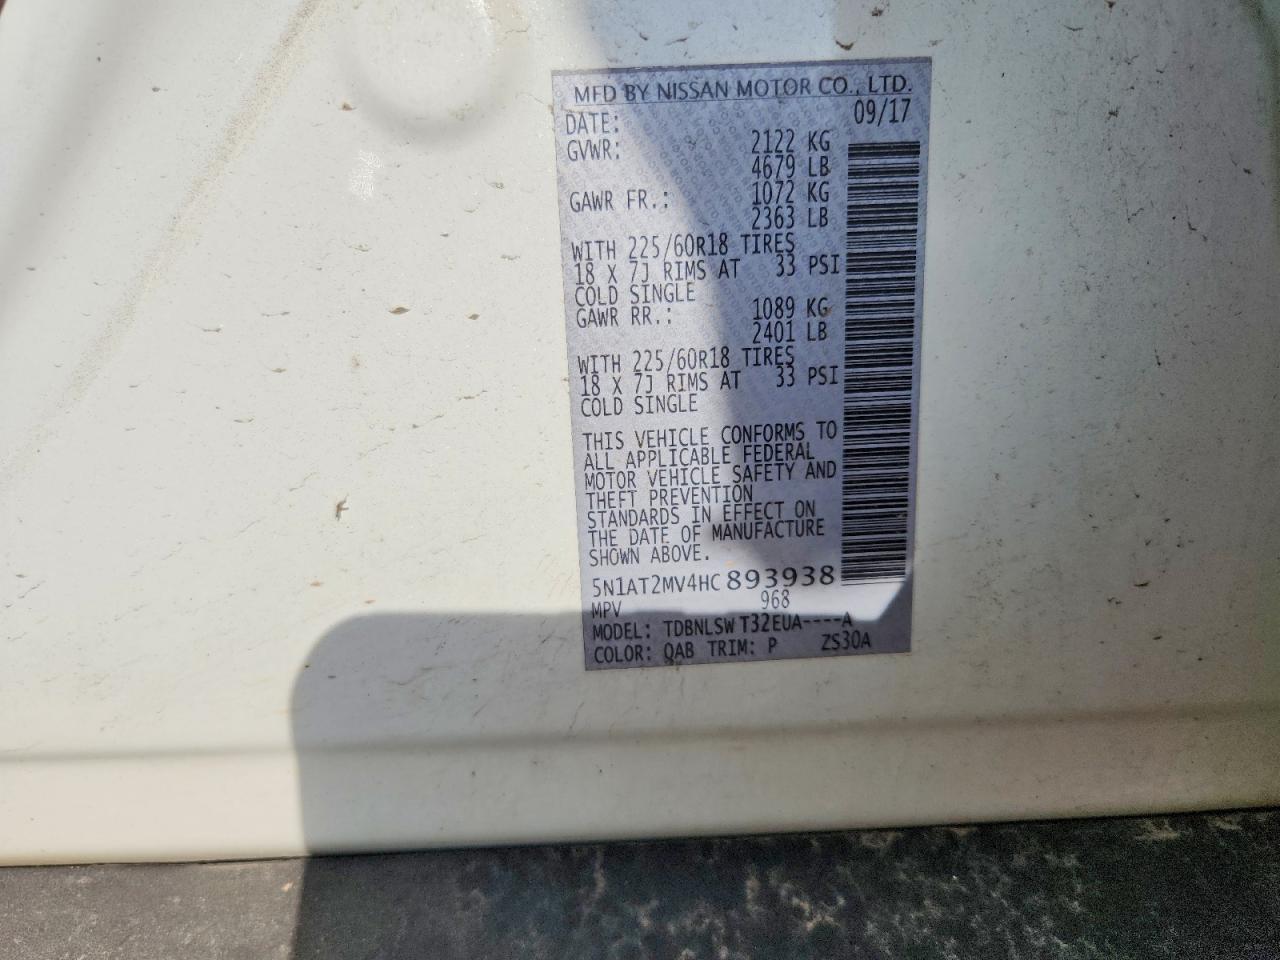 MFD BY NISSAN MOTOR CO., LTD.
DATE: 09/17
GVWR: 2122 KG
4679 LB
GAWR FR.: 1072 KG
2363 LB
WITH 225/60R18 TIRES
18 X 7J RIMS AT 33 PSI
COLD SINGLE
GAWR RR.: 1089 KG
2401 LB
WITH 225/60R18 TIRES
18 X 7J RIMS AT 33 PSI
COLD SINGLE
THIS VEHICLE CONFORMS TO
ALL APPLICABLE FEDERAL
MOTOR VEHICLE SAFETY AND
THEFT PREVENTION
STANDARDS IN EFFECT ON
THE DATE OF MANUFACTURE
SHOWN ABOVE.
5N1AT2MV4HC893938
MPV 968
MODEL: TDBNLSW T32EUA----A
COLOR: QAB TRIM: P ZS30A